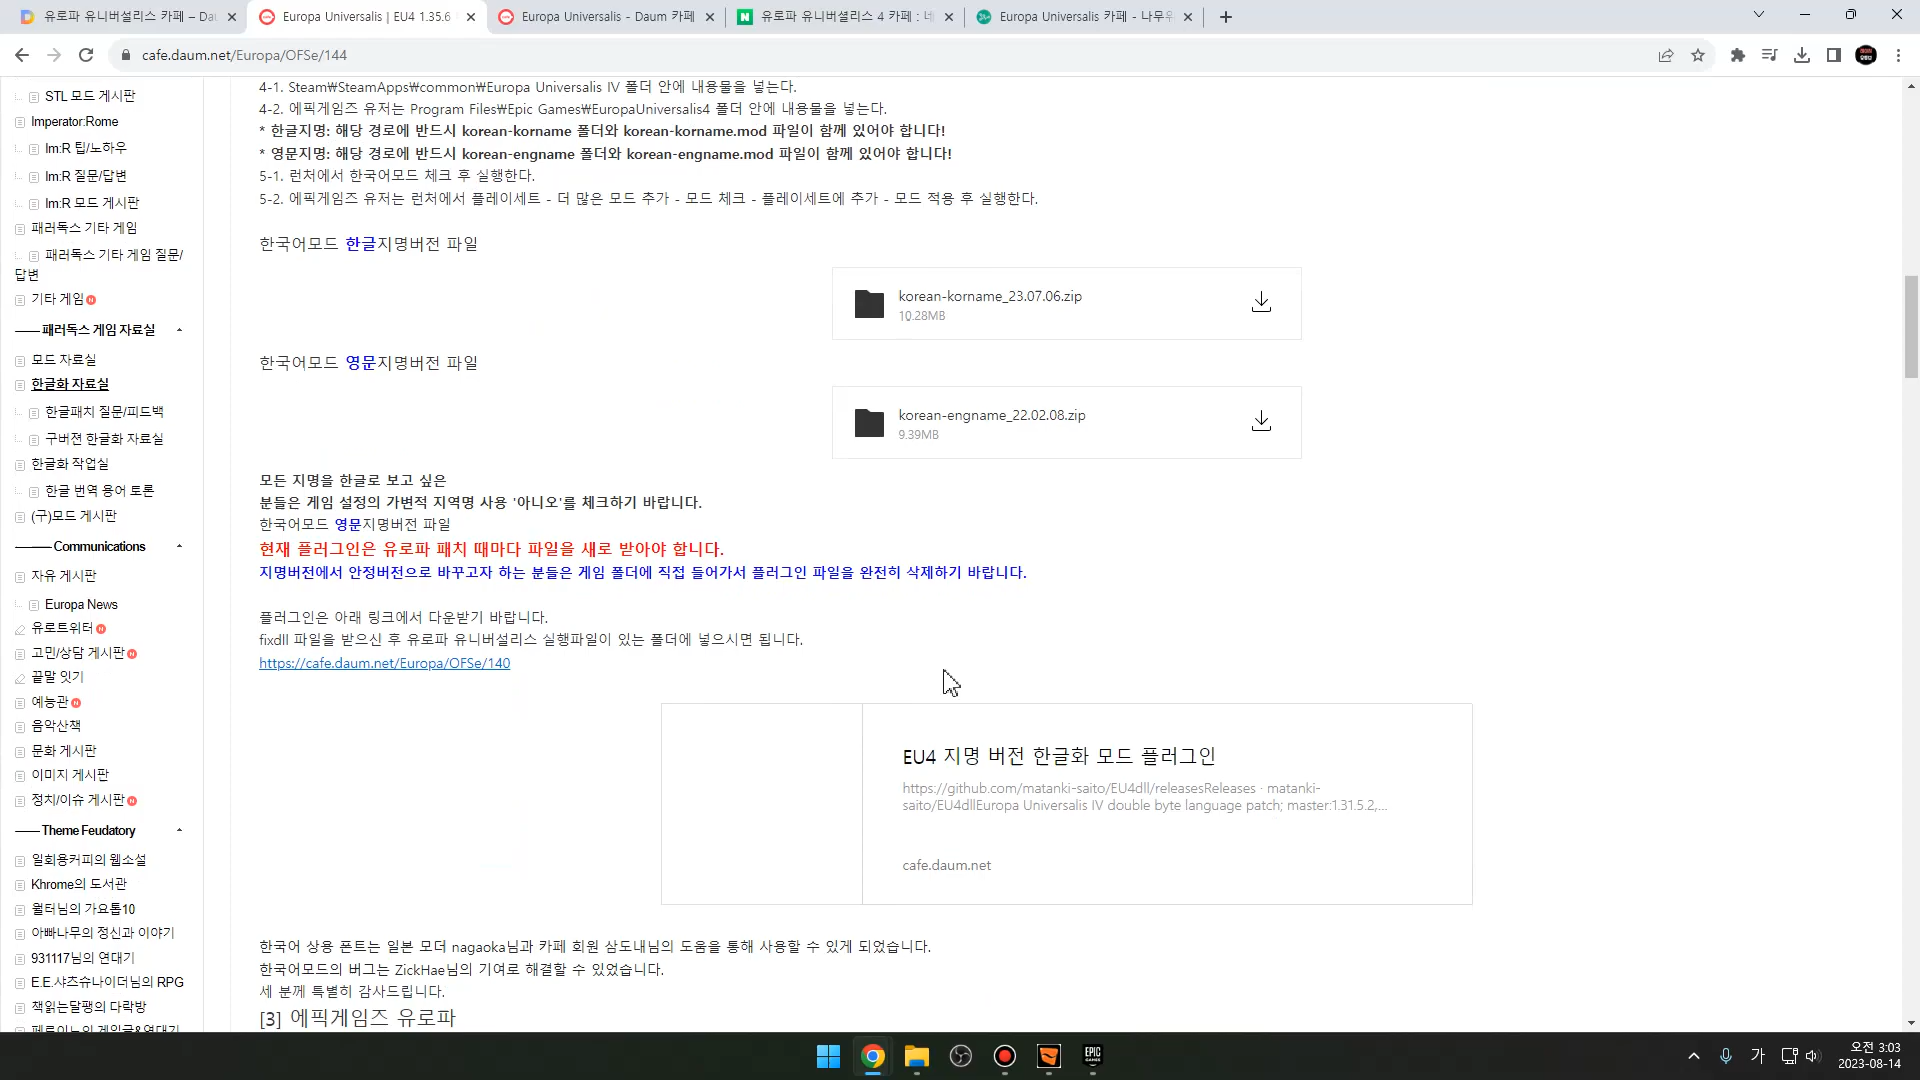 유로파 유니버설리스 카페 – Dau
Europa Universalis | EU4 1.35.6
Europa Universalis - Daum 카페
유로파 유니버셜리스 4 카페 : 네
Europa Universalis 카페 - 나무위
cafe.daum.net/Europa/OFSe/144
STL 모드 게시판
Imperator:Rome
Im:R 팁/노하우
Im:R 질문/답변
Im:R 모드 게시판
패러독스 기타 게임
패러독스 기타 게임 질문/
답변
기타 게임 N
패러독스 게임 자료실
모드 자료실
한글화 자료실
한글패치 질문/피드백
구버젼 한글화 자료실
한글화 작업실
한글 번역 용어 토론
(구)모드 게시판
Communications
자유 게시판
Europa News
유로트위터 N
고민/상담 게시판 N
끝말 잇기
예능관 N
음악산책
문화 게시판
이미지 게시판
정치/이슈 게시판 N
Theme Feudatory
일회용커피의 웹소설
Khrome의 도서관
월터님의 가요톱10
아빠나무의 정신과 이야기
931117님의 연대기
E.E.샤츠슈나이더님의 RPG
책읽는달팽의 다락방
4-1. Steam₩SteamApps₩common₩Europa Universalis IV 폴더 안에 내용물을 넣는다.
4-2. 에픽게임즈 유저는 Program Files₩Epic Games₩EuropaUniversalis4 폴더 안에 내용물을 넣는다.
* 한글지명: 해당 경로에 반드시 korean-korname 폴더와 korean-korname.mod 파일이 함께 있어야 합니다!
* 영문지명: 해당 경로에 반드시 korean-engname 폴더와 korean-engname.mod 파일이 함께 있어야 합니다!
5-1. 런처에서 한국어모드 체크 후 실행한다.
5-2. 에픽게임즈 유저는 런처에서 플레이세트 - 더 많은 모드 추가 - 모드 체크 - 플레이세트에 추가 - 모드 적용 후 실행한다.
한국어모드 한글지명버전 파일
korean-korname_23.07.06.zip
10.28MB
한국어모드 영문지명버전 파일
korean-engname_22.02.08.zip
9.39MB
모든 지명을 한글로 보고 싶은
분들은 게임 설정의 가변적 지역명 사용 '아니오'를 체크하기 바랍니다.
한국어모드 영문지명버전 파일
현재 플러그인은 유로파 패치 때마다 파일을 새로 받아야 합니다.
지명버전에서 안정버전으로 바꾸고자 하는 분들은 게임 폴더에 직접 들어가서 플러그인 파일을 완전히 삭제하기 바랍니다.
플러그인은 아래 링크에서 다운받기 바랍니다.
fixdll 파일을 받으신 후 유로파 유니버설리스 실행파일이 있는 폴더에 넣으시면 됩니다.
https://cafe.daum.net/Europa/OFSe/140
EU4 지명 버전 한글화 모드 플러그인
https://github.com/matanki-saito/EU4dll/releasesReleases · matanki-
saito/EU4dllEuropa Universalis IV double byte language patch; master:1.31.5.2,...
cafe.daum.net
한국어 상용 폰트는 일본 모더 nagaoka님과 카페 회원 삼도내님의 도움을 통해 사용할 수 있게 되었습니다.
한국어모드의 버그는 ZickHae님의 기여로 해결할 수 있었습니다.
세 분께 특별히 감사드립니다.
[3] 에픽게임즈 유로파
EPIC
가
오전 3:03
2023-08-14